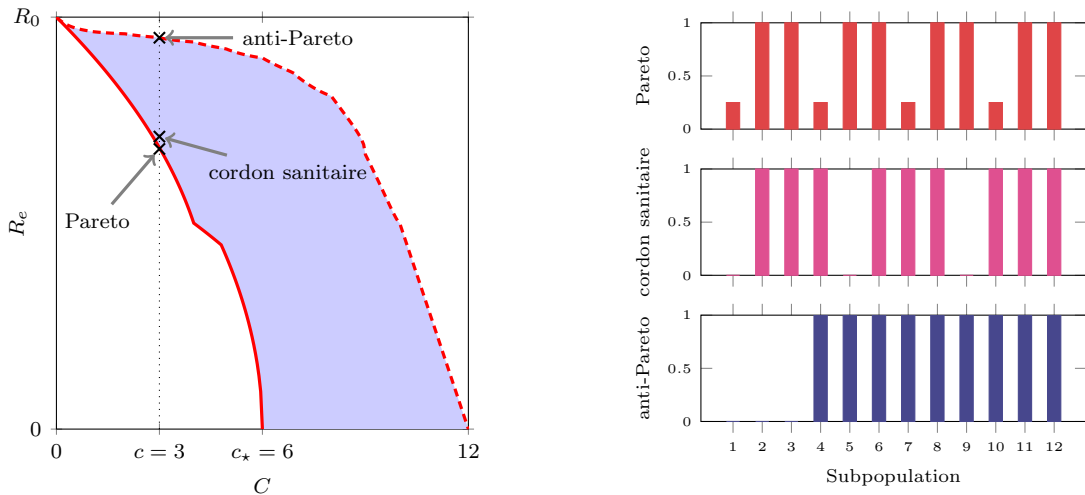 R₀
anti-Pareto
cordon sanitaire
Pareto
Rₑ
0
0
c = 3
c⋆ = 6
12
C
Pareto
1
0.5
0
cordon sanitaire
1
0.5
0
anti-Pareto
1
0.5
0
1 2 3 4 5 6 7 8 9 10 11 12
Subpopulation